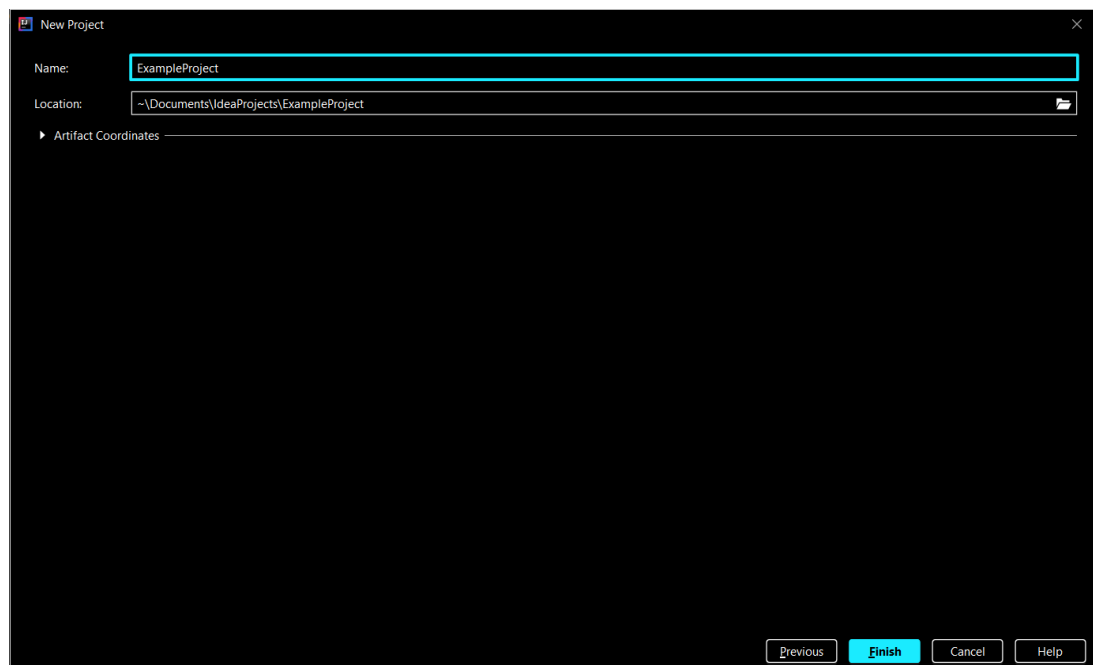 New Project
Name: ExampleProject
Location: ~\Documents\IdeaProjects\ExampleProject
Artifact Coordinates
Previous Finish Cancel Help